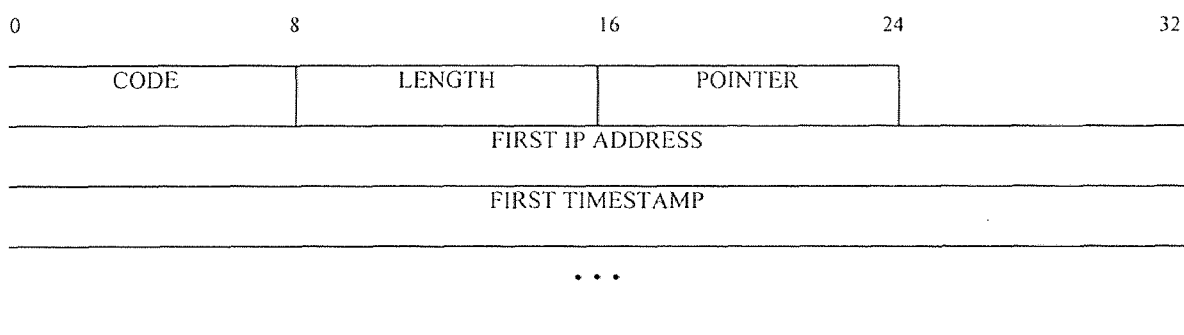 0 8 16 24 32
CODE LENGTH POINTER
FIRST IP ADDRESS
FIRST TIMESTAMP
...